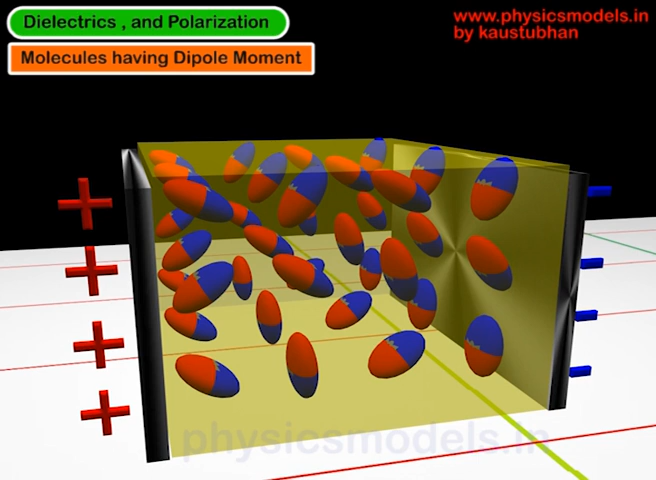 Dielectrics , and Polarization
Molecules having Dipole Moment
www.physicsmodels.in
by kaustubhan
physicsmodels.in